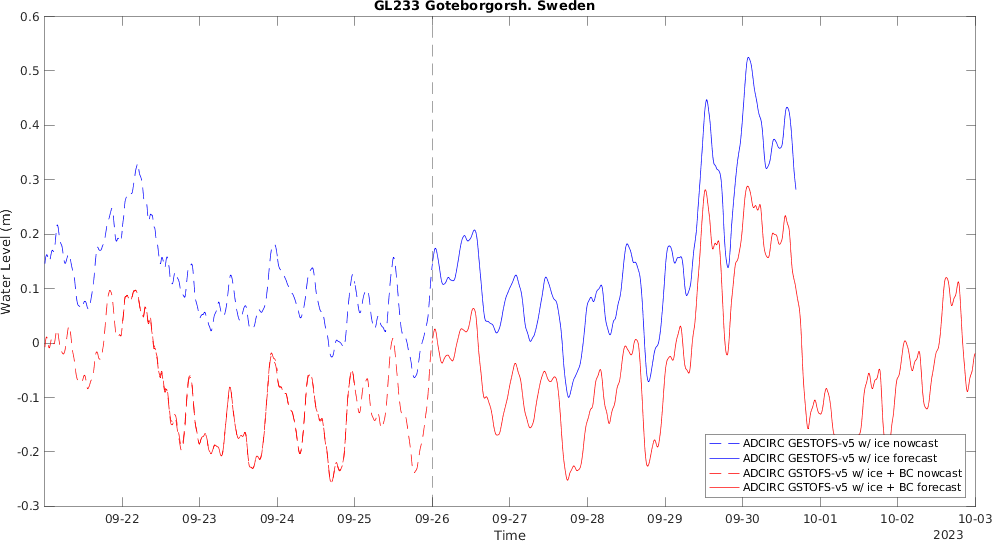 GL233 Goteborgorsh. Sweden
0.6
0.5
0.4
0.3
0.2
0.1
0
-0.1
-0.2
-0.3
Water Level (m)
ADCIRC GESTOFS-v5 w/ ice nowcast
ADCIRC GESTOFS-v5 w/ ice forecast
ADCIRC GSTOFS-v5 w/ ice + BC nowcast
ADCIRC GSTOFS-v5 w/ ice + BC forecast
09-22 09-23 09-24 09-25 09-26 09-27 09-28 09-29 09-30 10-01 10-02 10-03
Time
2023